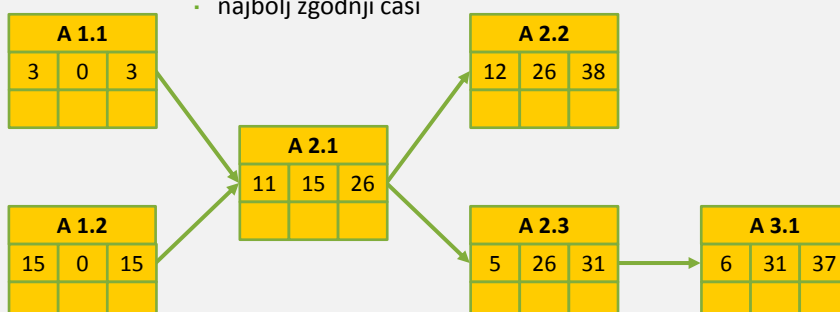 ▪ najbolj zgodnji časi
A 1.1
3 0 3
A 2.2
12 26 38
A 2.1
11 15 26
A 1.2
15 0 15
A 2.3
5 26 31
A 3.1
6 31 37